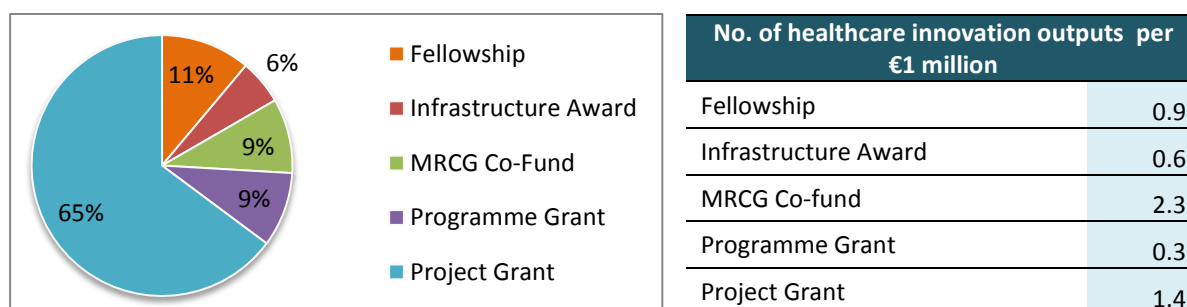 11%
6%
9%
9%
65%
Fellowship
Infrastructure Award
MRCG Co-Fund
Programme Grant
Project Grant
No. of healthcare innovation outputs per
€1 million
Fellowship 0.9
Infrastructure Award 0.6
MRCG Co-fund 2.3
Programme Grant 0.3
Project Grant 1.4